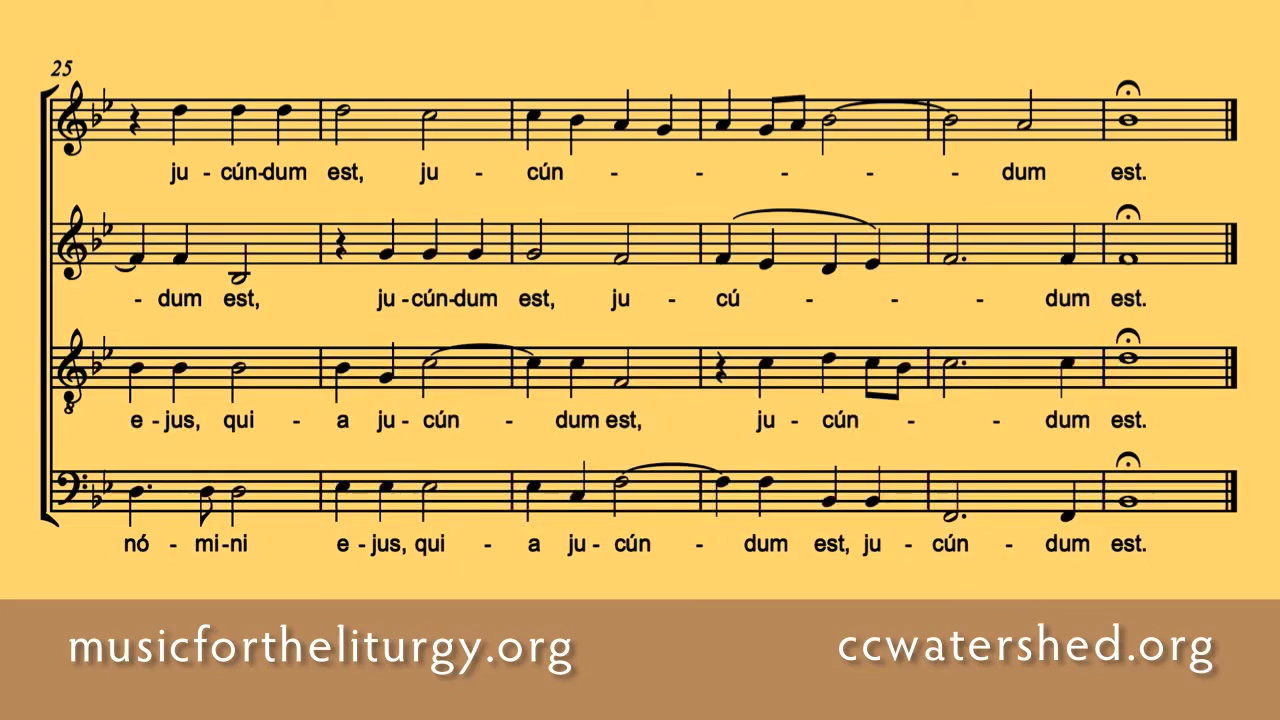 25
ju - cún-dum est, ju - cún - - - - - dum est.
- dum est, ju - cún-dum est, ju - cú - - - dum est.
8
e - jus, qui - a ju - cún - dum est, ju - cún - - dum est.
nó - mi-ni e - jus, qui - a ju - cún - dum est, ju - cún - dum est.
musicfortheliturgy.org
ccwatershed.org